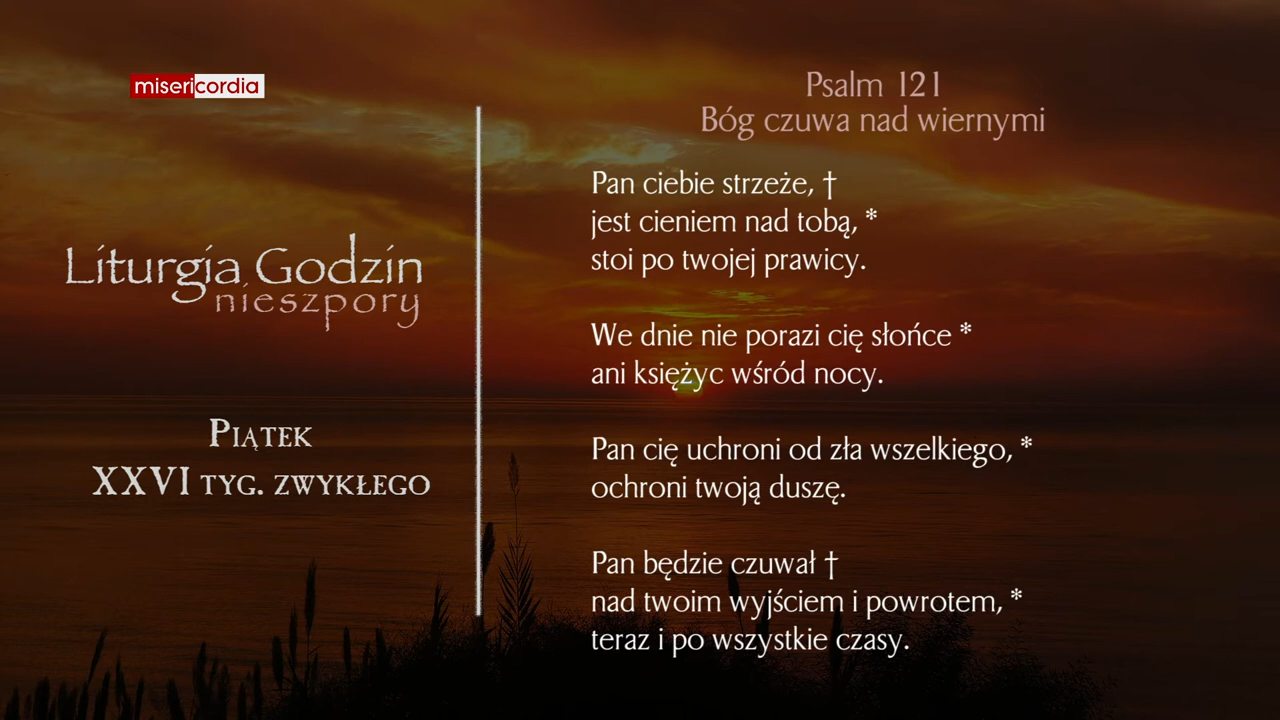 misericordia
Liturgia Godzin
nieszpory
Piątek
XXVI tyg. zwykłego
Psalm 121
Bóg czuwa nad wiernymi
Pan ciebie strzeże, †
jest cieniem nad tobą, *
stoi po twojej prawicy.
We dnie nie porazi cię słońce *
ani księżyc wśród nocy.
Pan cię uchroni od zła wszelkiego, *
ochroni twoją duszę.
Pan będzie czuwał †
nad twoim wyjściem i powrotem, *
teraz i po wszystkie czasy.